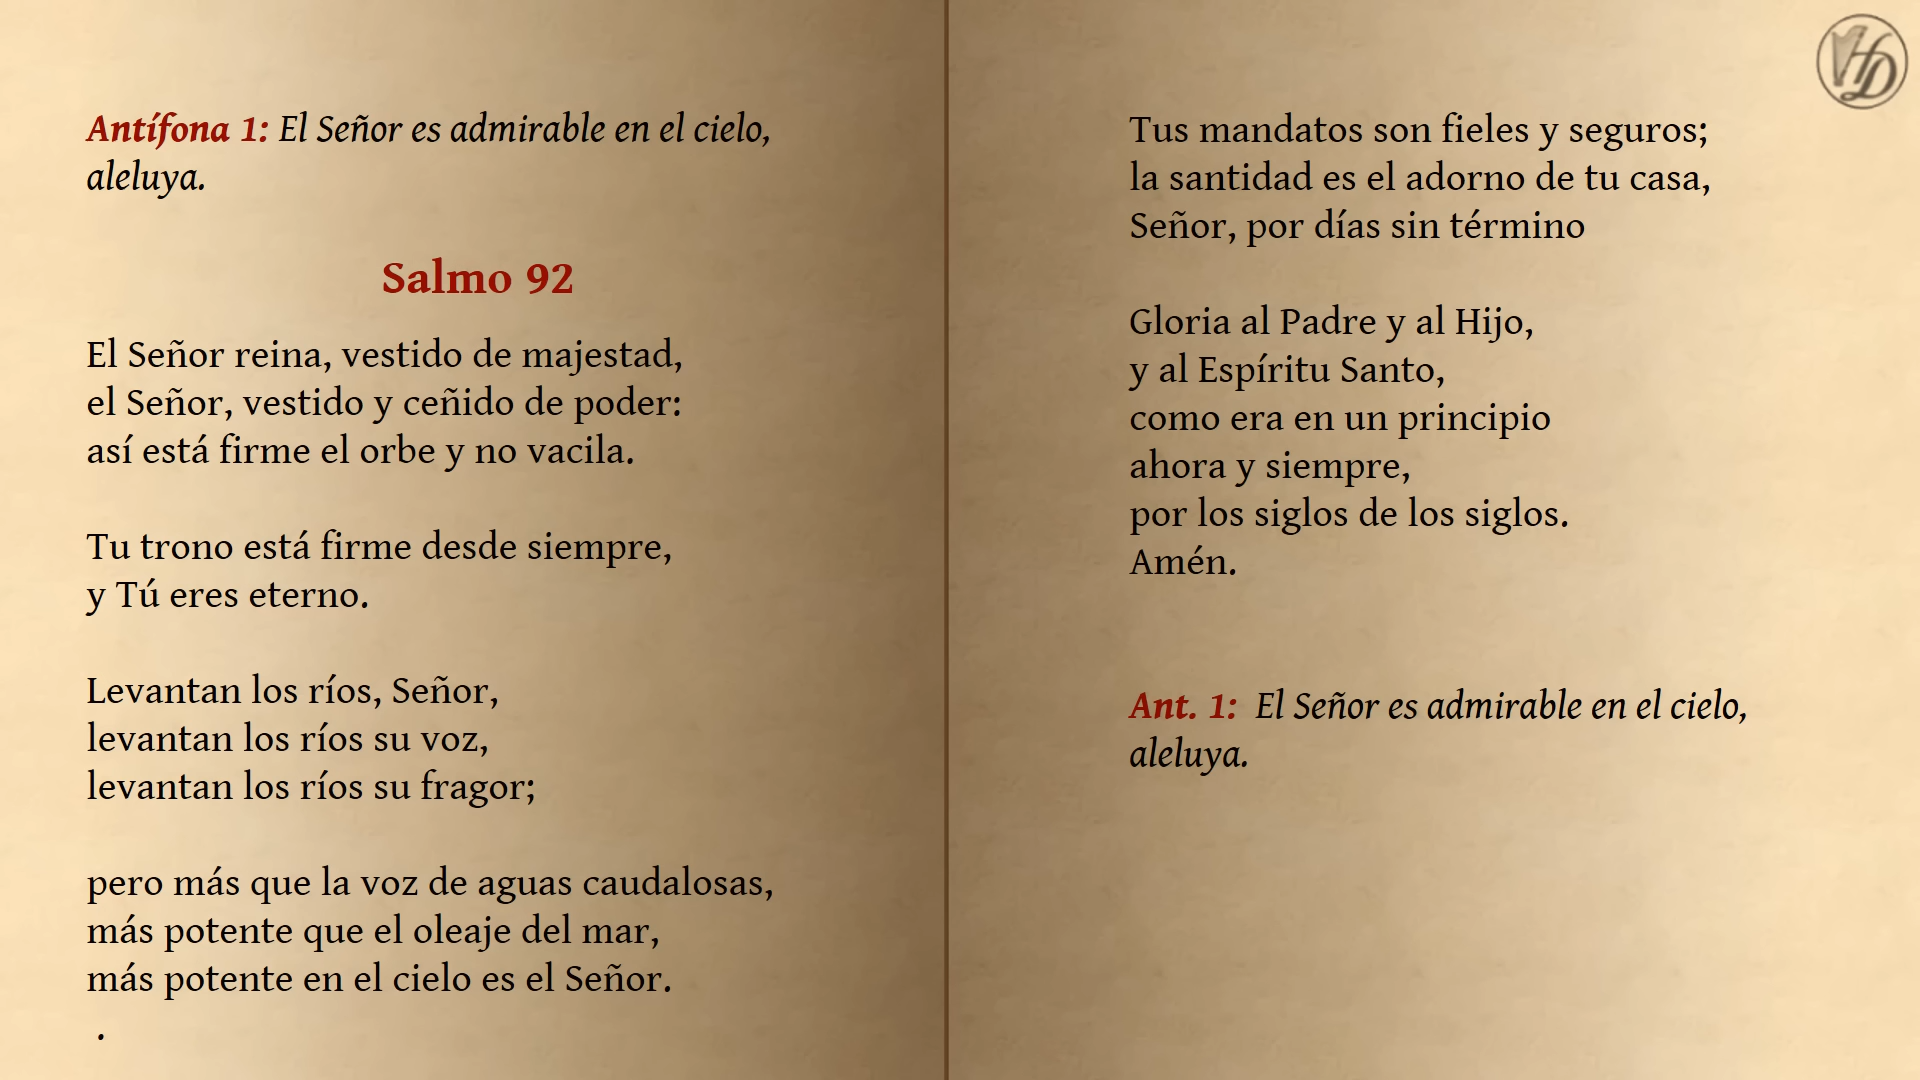 Antífona 1: El Señor es admirable en el cielo,
aleluya.
Salmo 92
El Señor reina, vestido de majestad,
el Señor, vestido y ceñido de poder:
así está firme el orbe y no vacila.
Tu trono está firme desde siempre,
y Tú eres eterno.
Levantan los ríos, Señor,
levantan los ríos su voz,
levantan los ríos su fragor;
pero más que la voz de aguas caudalosas,
más potente que el oleaje del mar,
más potente en el cielo es el Señor.
.
Tus mandatos son fieles y seguros;
la santidad es el adorno de tu casa,
Señor, por días sin término
Gloria al Padre y al Hijo,
y al Espíritu Santo,
como era en un principio
ahora y siempre,
por los siglos de los siglos.
Amén.
Ant. 1: El Señor es admirable en el cielo,
aleluya.
HD